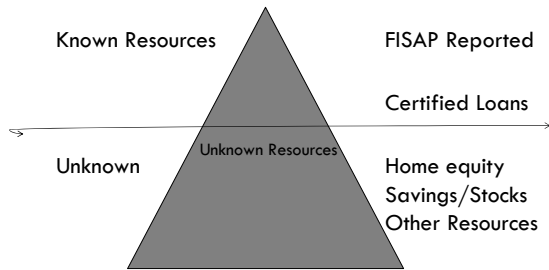 Known Resources
FISAP Reported
Certified Loans
Unknown
Unknown Resources
Home equity
Savings/Stocks
Other Resources